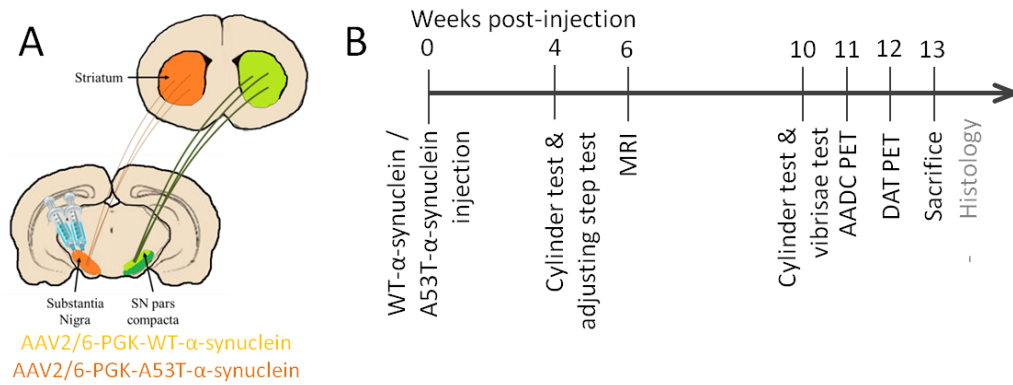 A
Striatum
Substantia
Nigra
SN pars
compacta
AAV2/6-PGK-WT-α-synuclein
AAV2/6-PGK-A53T-α-synuclein
B
Weeks post-injection
0
4
6
10
11
12
13
WT-α-synuclein /
A53T-α-synuclein
injection
Cylinder test &
adjusting step test
MRI
Cylinder test &
vibrisae test
AADC PET
DAT PET
Sacrifice
- Histology